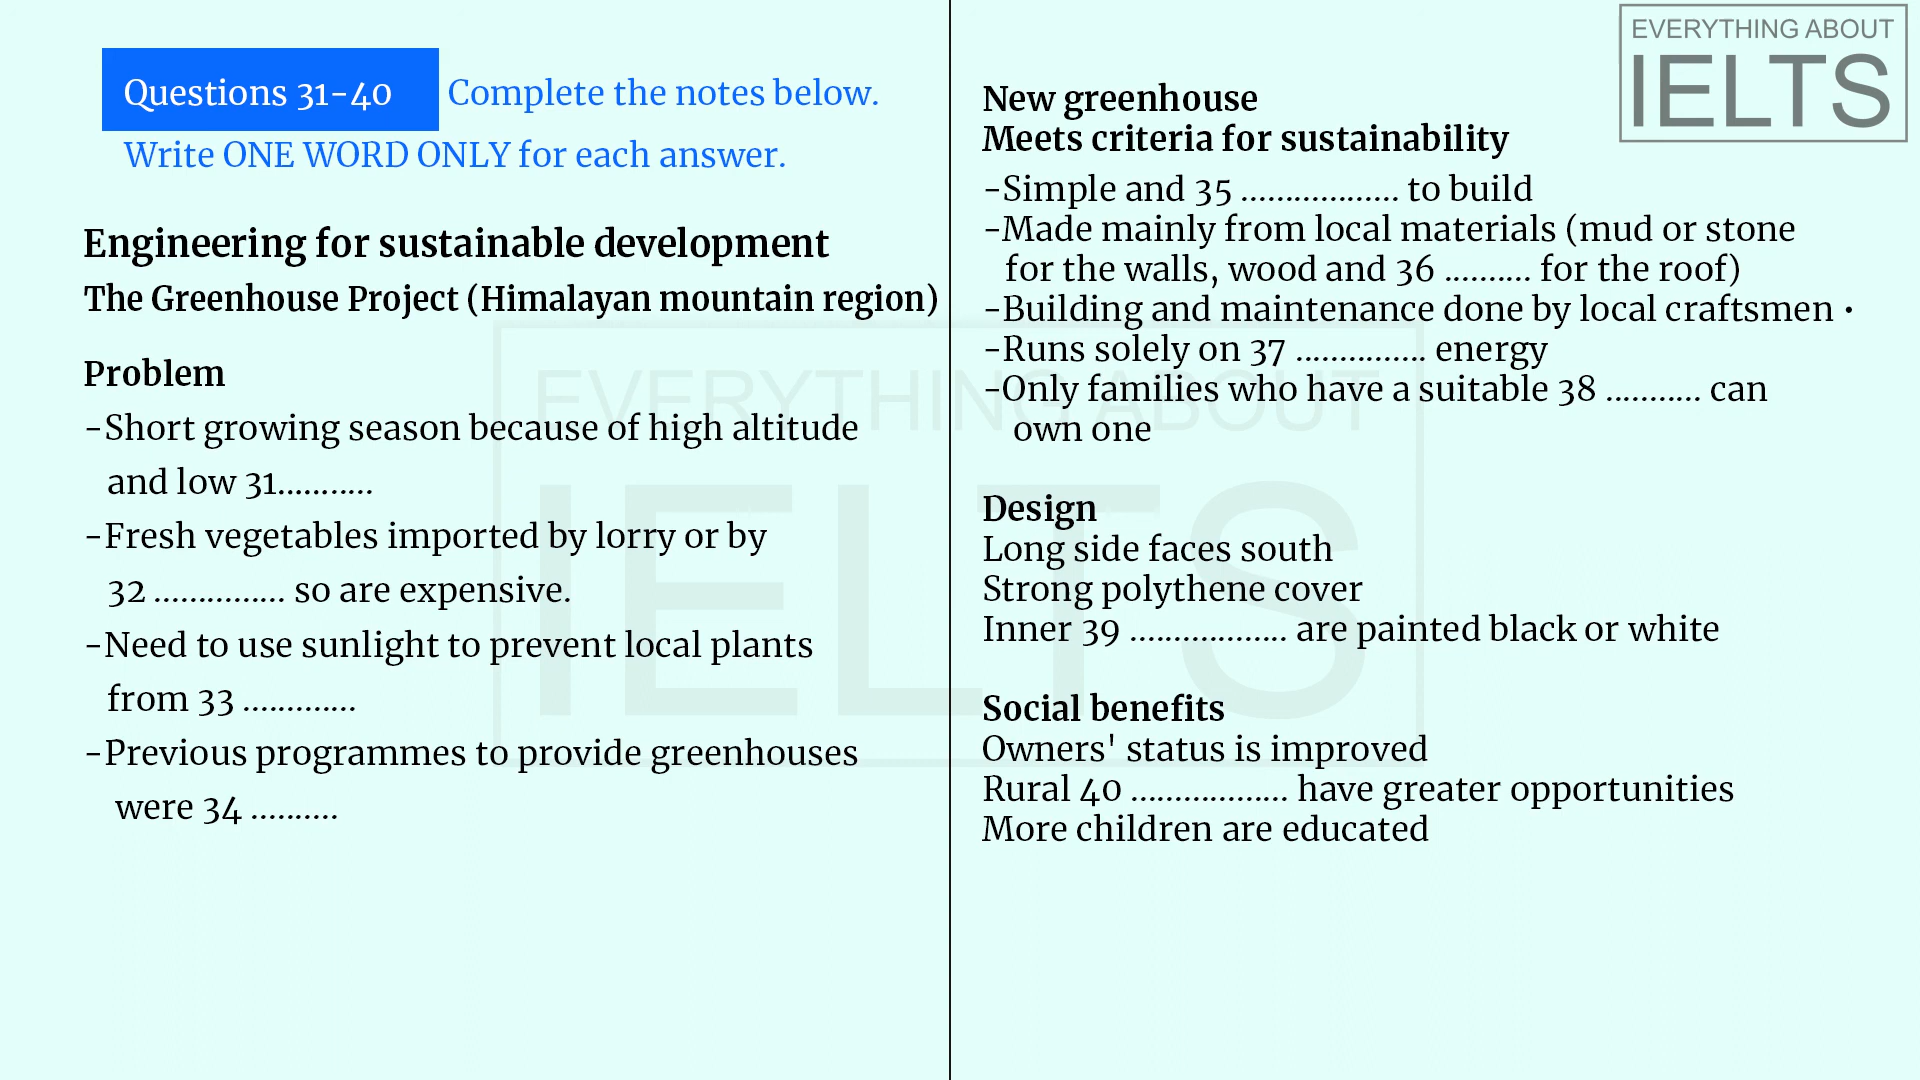 Questions 31-40 Complete the notes below.
Write ONE WORD ONLY for each answer.
Engineering for sustainable development
The Greenhouse Project (Himalayan mountain region)
Problem
-Short growing season because of high altitude
and low 31...........
-Fresh vegetables imported by lorry or by
32 ............... so are expensive.
-Need to use sunlight to prevent local plants
from 33 .............
-Previous programmes to provide greenhouses
were 34 ..........
EVERYTHING ABOUT
IELTS
New greenhouse
Meets criteria for sustainability
-Simple and 35 .................. to build
-Made mainly from local materials (mud or stone
for the walls, wood and 36 .......... for the roof)
-Building and maintenance done by local craftsmen •
-Runs solely on 37 ............... energy
-Only families who have a suitable 38 ........... can
own one
Design
Long side faces south
Strong polythene cover
Inner 39 .................. are painted black or white
Social benefits
Owners' status is improved
Rural 40 .................. have greater opportunities
More children are educated
EVERYTHING ABOUT
IELTS